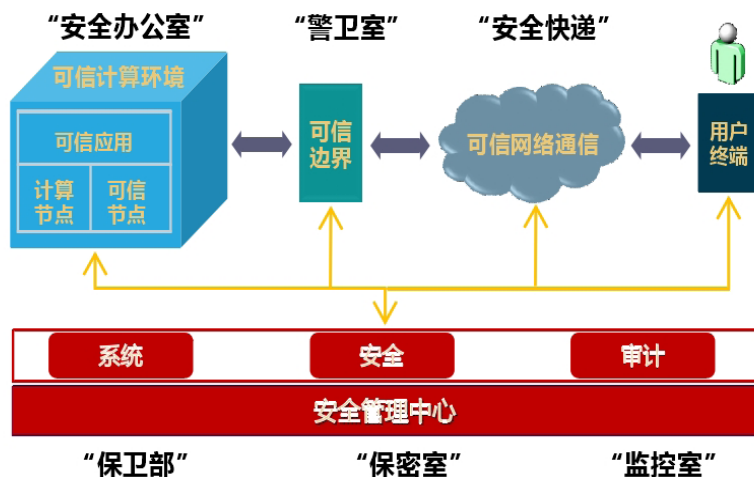 “安全办公室”
“警卫室”
“安全快递”
可信计算环境
可信应用
计算
节点
可信
节点
可信
边界
可信网络通信
用户
终端
系统
安全
审计
安全管理中心
“保卫部”
“保密室”
“监控室”